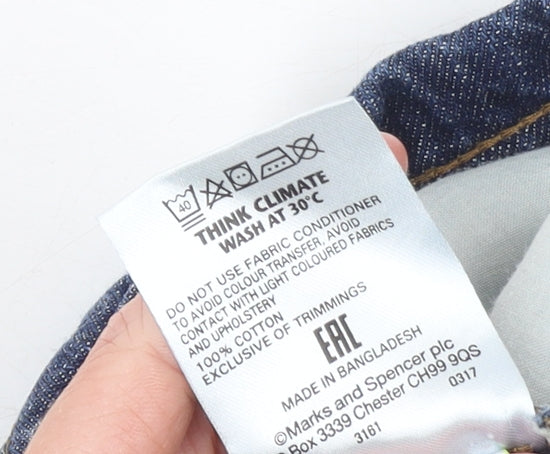 40
THINK CLIMATE
WASH AT 30°C
DO NOT USE FABRIC CONDITIONER
TO AVOID COLOUR TRANSFER, AVOID
CONTACT WITH LIGHT COLOURED FABRICS
AND UPHOLSTERY
100% COTTON
EXCLUSIVE OF TRIMMINGS
EAC
MADE IN BANGLADESH
©Marks and Spencer plc
Box 3339 Chester CH99 9QS
3181 0317